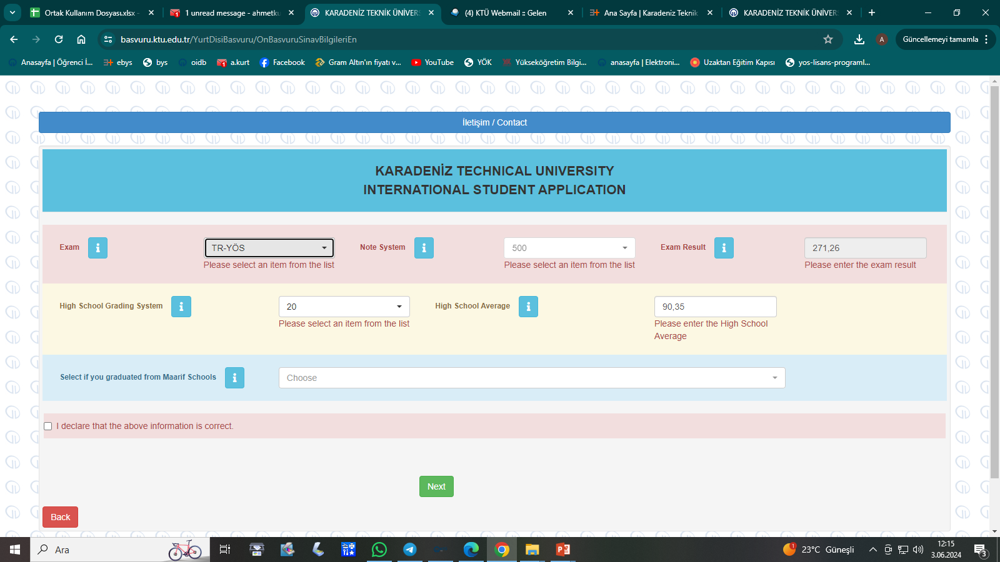 Ortak Kullanım Dosyası.xlsx -
1 unread message - ahmetku
KARADENİZ TEKNİK ÜNİVERS
(4) KTÜ Webmail :: Gelen
Ana Sayfa | Karadeniz Teknik
KARADENİZ TEKNİK ÜNİVERS
basvuru.ktu.edu.tr/YurtDisiBasvuru/OnBasvuruSinavBilgileriEn
A
Güncellemeyi tamamla
Anasayfa | Öğrenci İ...
ebys
bys
oidb
a.kurt
Facebook
Gram Altın'ın fiyatı v...
YouTube
YÖK
Yükseköğretim Bilgi...
anasayfa | Elektroni...
Uzaktan Eğitim Kapısı
yos-lisans-programl...
İletişim / Contact
KARADENİZ TECHNICAL UNIVERSITY
INTERNATIONAL STUDENT APPLICATION
Exam
TR-YÖS
Please select an item from the list
Note System
500
Please select an item from the list
Exam Result
271,26
Please enter the exam result
High School Grading System
20
Please select an item from the list
High School Average
90,35
Please enter the High School
Average
Select if you graduated from Maarif Schools
Choose
I declare that the above information is correct.
Next
Back
Ara
23°C Güneşli
12:15
3.06.2024
3